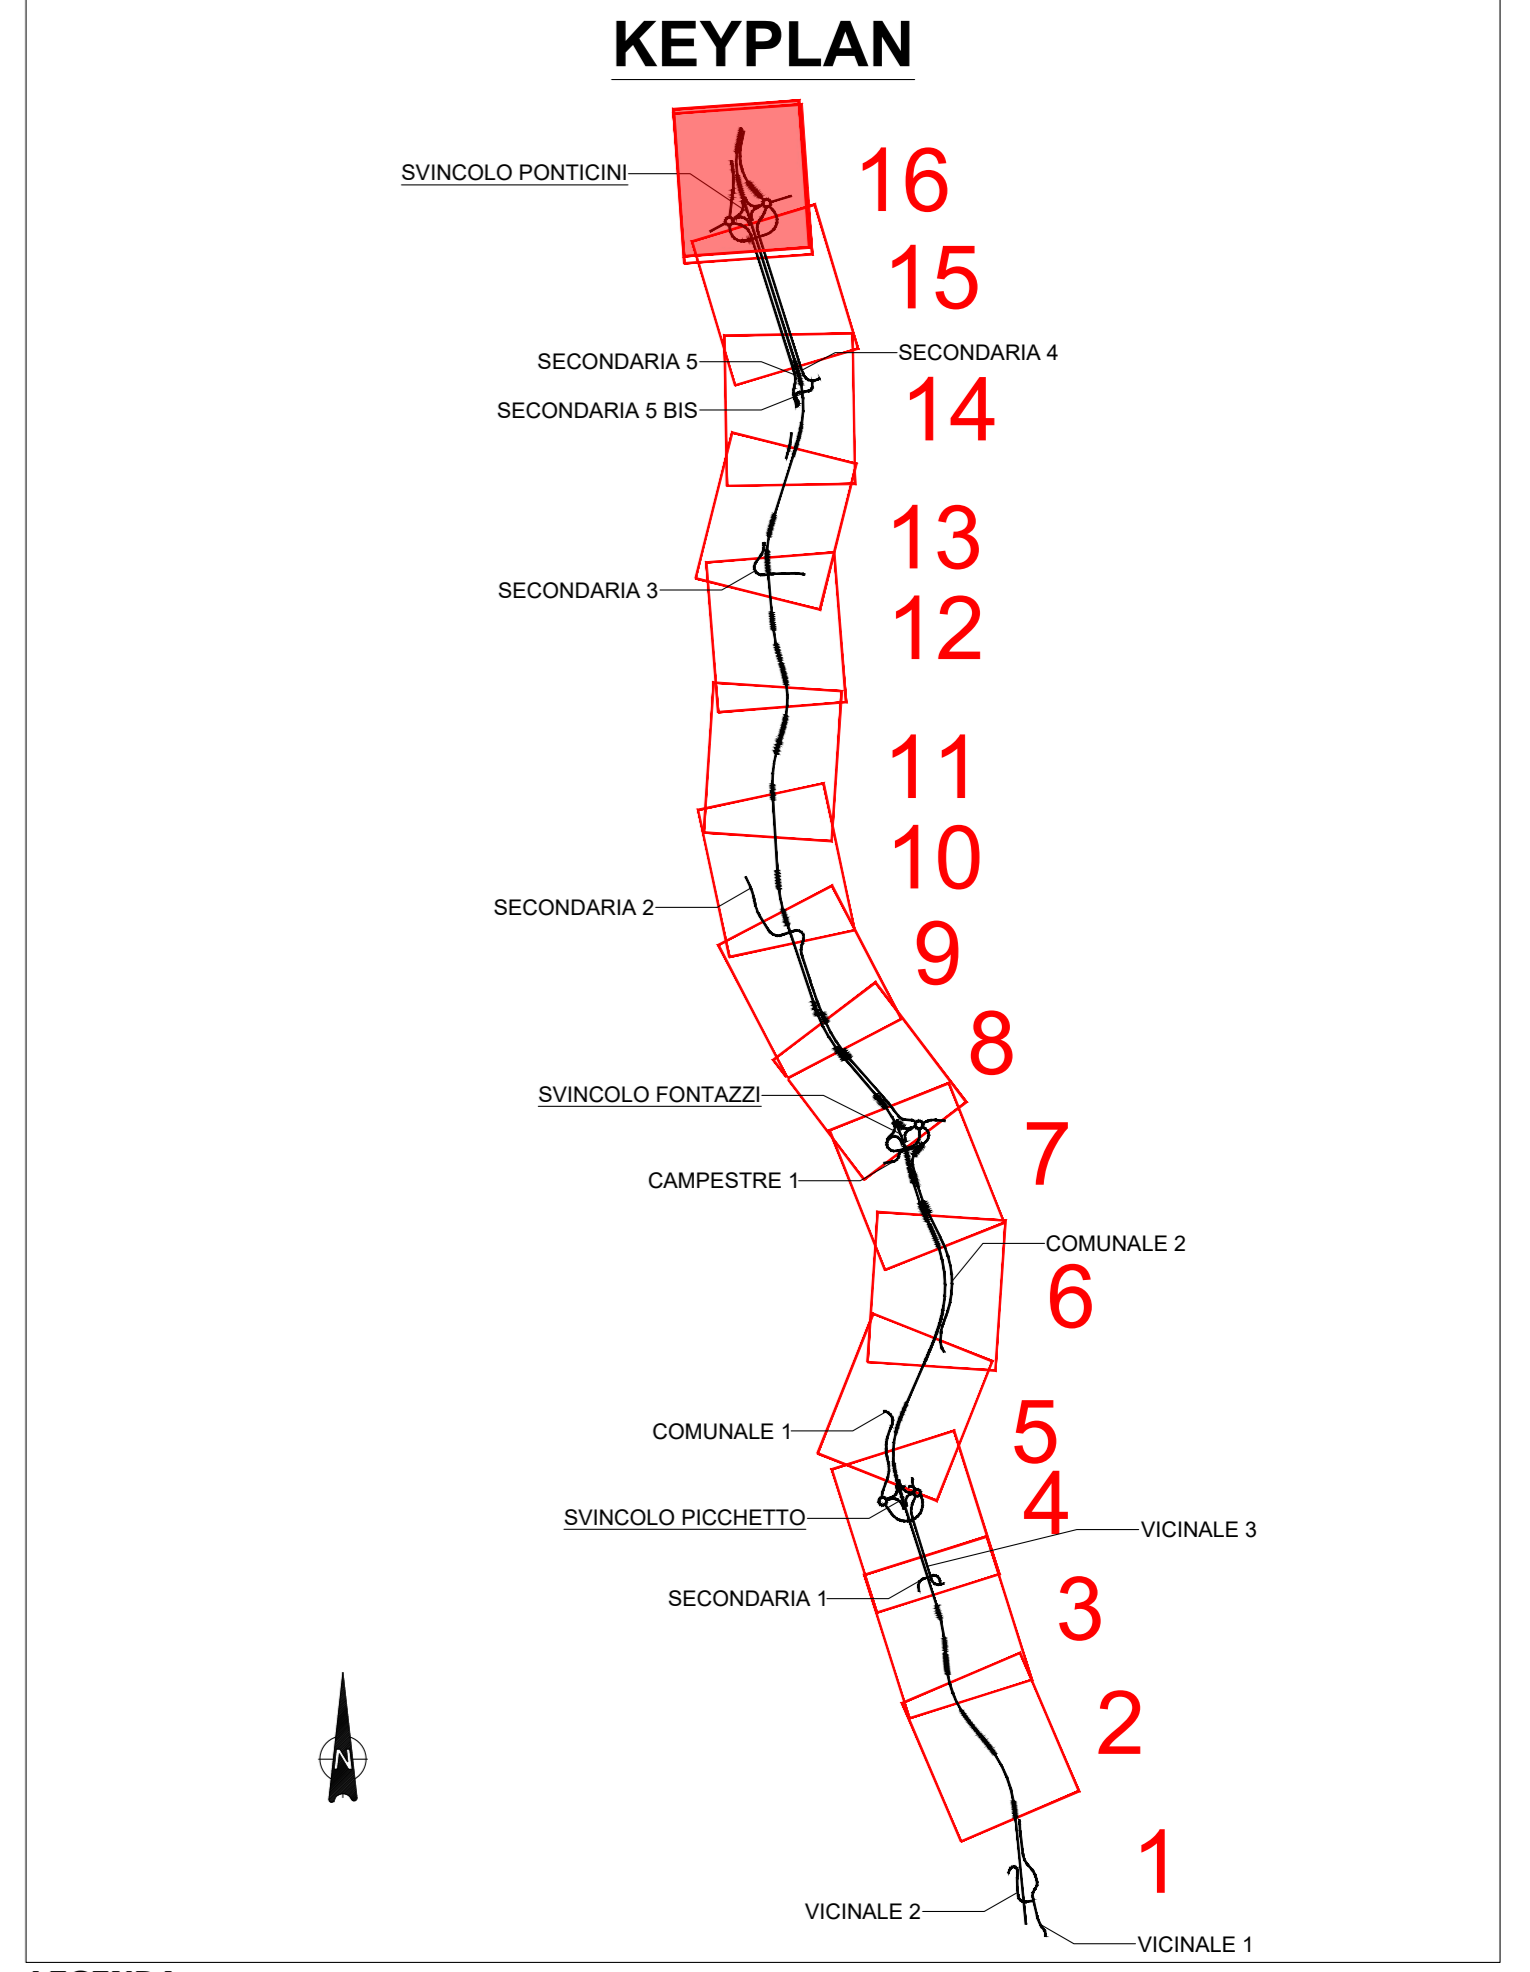 KEYPLAN
16
SVINCOLO PONTICINI
15
SECONDARIA 4
SECONDARIA 5
14
SECONDARIA 5 BIS
13
SECONDARIA 3
12
11
10
SECONDARIA 2
9
8
SVINCOLO FONTAZZI
7
CAMPESTRE 1
COMUNALE 2
6
5
COMUNALE 1
4
SVINCOLO PICCHETTO
VICINALE 3
SECONDARIA 1
3
2
N
1
VICINALE 2
VICINALE 1